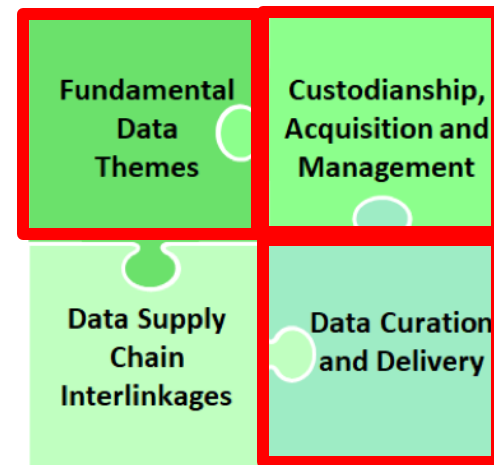 Fundamental
Data
Themes
Custodianship,
Acquisition and
Management
Data Supply
Chain
Interlinkages
Data Curation
and Delivery